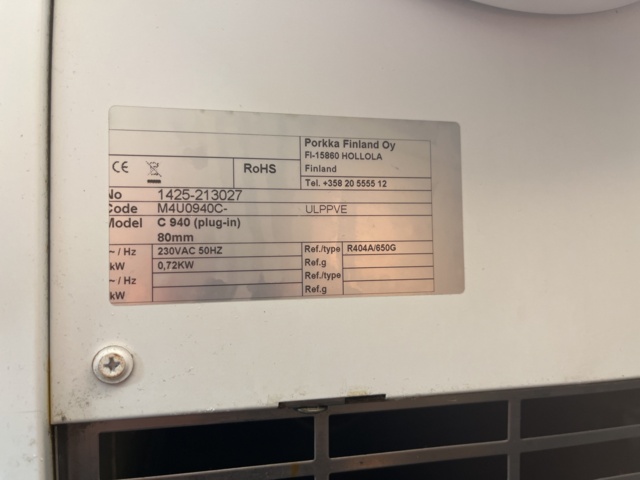 Porkka Finland Oy
FI-15860 HOLLOLA
CE RoHS Finland
Tel. +358 20 5555 12
No 1425-213027
Code M4U0940C- ULPPVE
Model C 940 (plug-in)
80mm
~ / Hz 230VAC 50HZ Ref./type R404A/650G
kW 0,72KW Ref.g
~ / Hz Ref./type
kW Ref.g